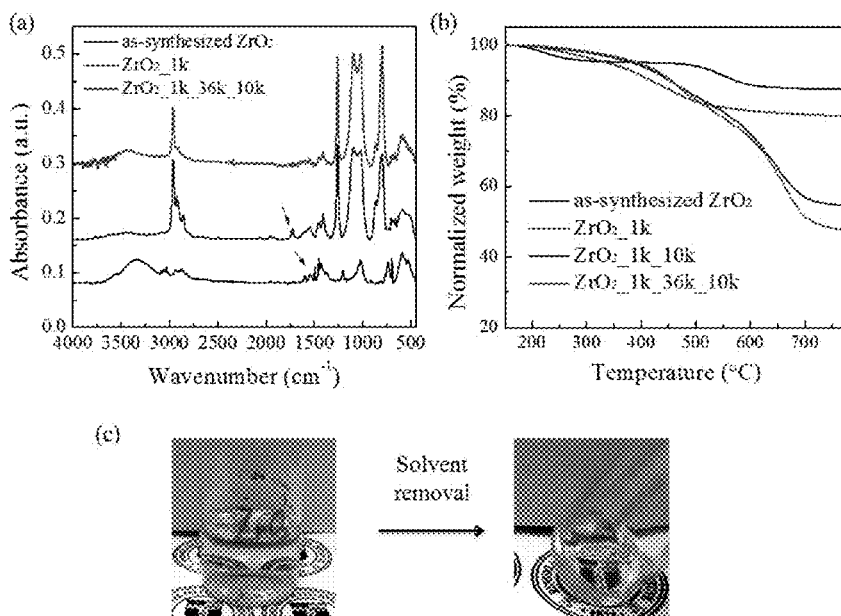 (a)
as-synthesized ZrO₂
ZrO₂_1k
ZrO₂_1k_36k_10k
0.5
0.4
0.3
0.2
0.1
0.0
Absorbance (a.u.)
4000 3500 3000 2500 2000 1500 1000 500
Wavenumber (cm⁻¹)
(b)
100
80
60
40
20
Normalized weight (%)
as-synthesized ZrO₂
ZrO₂_1k
ZrO₂_1k_10k
ZrO₂_1k_36k_10k
200 300 400 500 600 700
Temperature (°C)
(c)
Solvent
removal